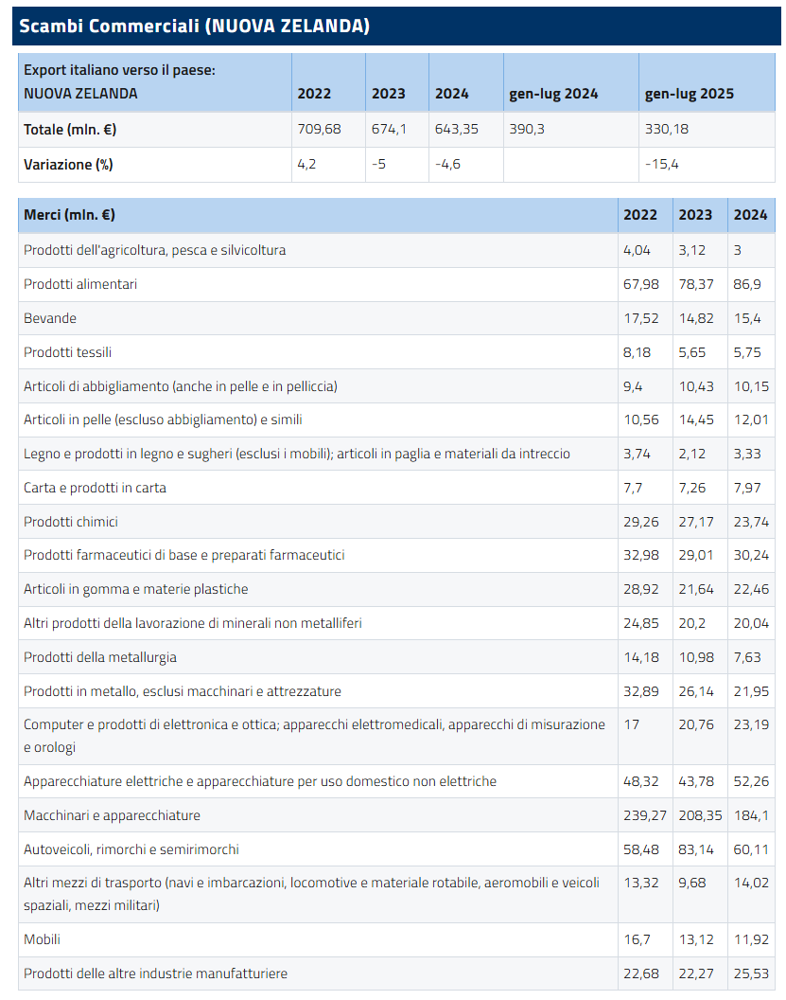 Scambi Commerciali (NUOVA ZELANDA)
Export italiano verso il paese:
NUOVA ZELANDA 2022 2023 2024 gen-lug 2024 gen-lug 2025
Totale (mln. €) 709,68 674,1 643,35 390,3 330,18
Variazione (%) 4,2 -5 -4,6 -15,4
Merci (mln. €) 2022 2023 2024
Prodotti dell'agricoltura, pesca e silvicoltura 4,04 3,12 3
Prodotti alimentari 67,98 78,37 86,9
Bevande 17,52 14,82 15,4
Prodotti tessili 8,18 5,65 5,75
Articoli di abbigliamento (anche in pelle e in pelliccia) 9,4 10,43 10,15
Articoli in pelle (escluso abbigliamento) e simili 10,56 14,45 12,01
Legno e prodotti in legno e sugheri (esclusi i mobili); articoli in paglia e materiali da intreccio 3,74 2,12 3,33
Carta e prodotti in carta 7,7 7,26 7,97
Prodotti chimici 29,26 27,17 23,74
Prodotti farmaceutici di base e preparati farmaceutici 32,98 29,01 30,24
Articoli in gomma e materie plastiche 28,92 21,64 22,46
Altri prodotti della lavorazione di minerali non metalliferi 24,85 20,2 20,04
Prodotti della metallurgia 14,18 10,98 7,63
Prodotti in metallo, esclusi macchinari e attrezzature 32,89 26,14 21,95
Computer e prodotti di elettronica e ottica; apparecchi elettromedicali, apparecchi di misurazione 17 20,76 23,19
e orologi
Apparecchiature elettriche e apparecchiature per uso domestico non elettriche 48,32 43,78 52,26
Macchinari e apparecchiature 239,27 208,35 184,1
Autoveicoli, rimorchi e semirimorchi 58,48 83,14 60,11
Altri mezzi di trasporto (navi e imbarcazioni, locomotive e materiale rotabile, aeromobili e veicoli 13,32 9,68 14,02
spaziali, mezzi militari)
Mobili 16,7 13,12 11,92
Prodotti delle altre industrie manufatturiere 22,68 22,27 25,53